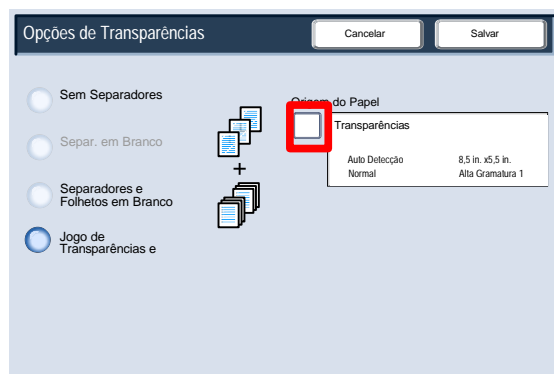 Opções de Transparências
Cancelar
Salvar
Sem Separadores
Separ. em Branco
Separadores e
Folhetos em Branco
Jogo de
Transparências e
+
Origem do Papel
Transparências
Auto Detecção 8,5 in. x5,5 in.
Normal Alta Gramatura 1